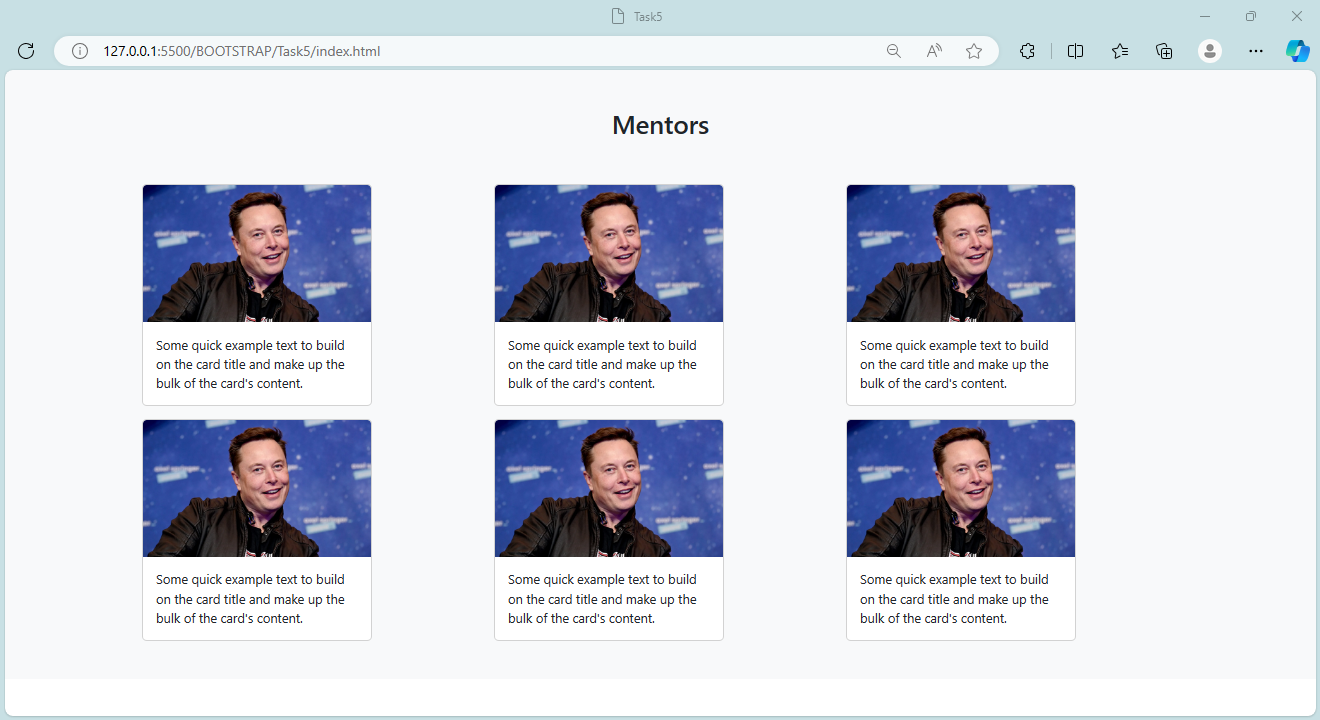 Task5
127.0.0.1:5500/BOOTSTRAP/Task5/index.html
Mentors
Some quick example text to build
on the card title and make up the
bulk of the card's content.
Some quick example text to build
on the card title and make up the
bulk of the card's content.
Some quick example text to build
on the card title and make up the
bulk of the card's content.
Some quick example text to build
on the card title and make up the
bulk of the card's content.
Some quick example text to build
on the card title and make up the
bulk of the card's content.
Some quick example text to build
on the card title and make up the
bulk of the card's content.